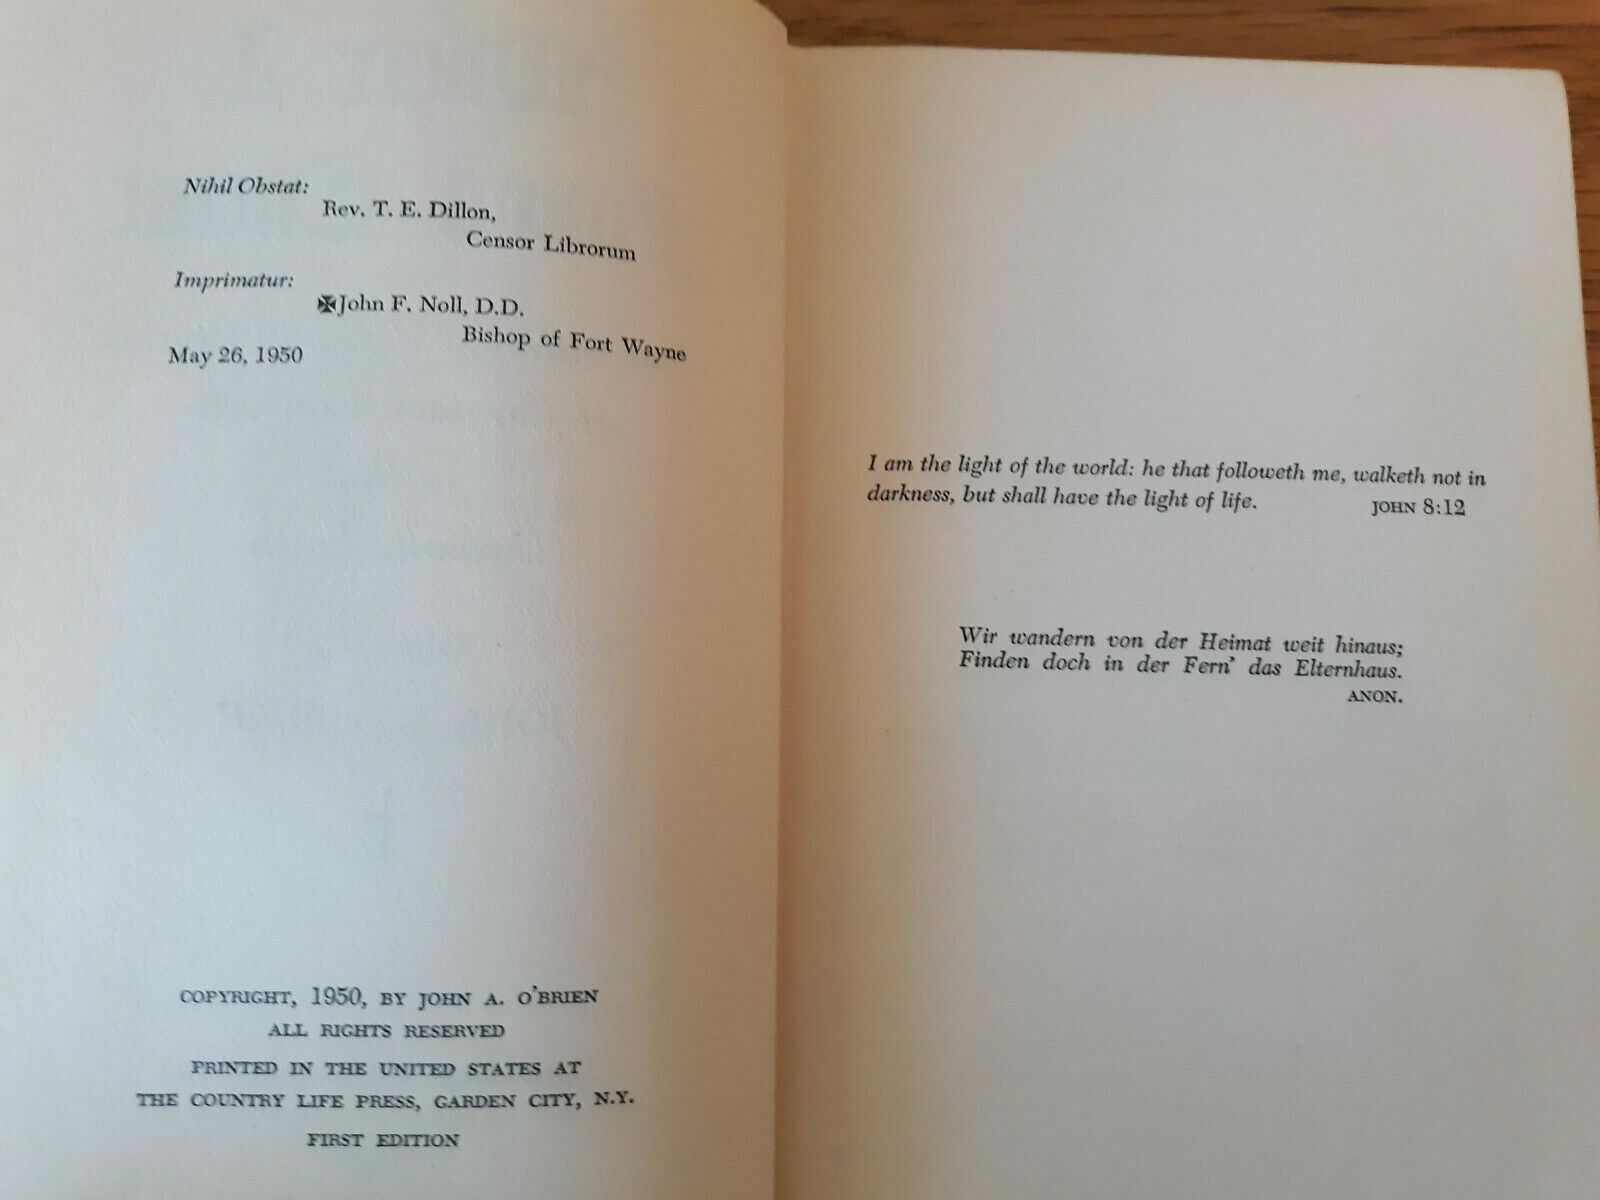 Nihil Obstat:
Rev. T. E. Dillon,
Censor Librorum
Imprimatur:
✠John F. Noll, D.D.
Bishop of Fort Wayne
May 26, 1950
COPYRIGHT, 1950, BY JOHN A. O'BRIEN
ALL RIGHTS RESERVED
PRINTED IN THE UNITED STATES AT
THE COUNTRY LIFE PRESS, GARDEN CITY, N.Y.
FIRST EDITION
I am the light of the world: he that followeth me, walketh not in
darkness, but shall have the light of life. JOHN 8:12
Wir wandern von der Heimat weit hinaus;
Finden doch in der Fern' das Elternhaus.
ANON.